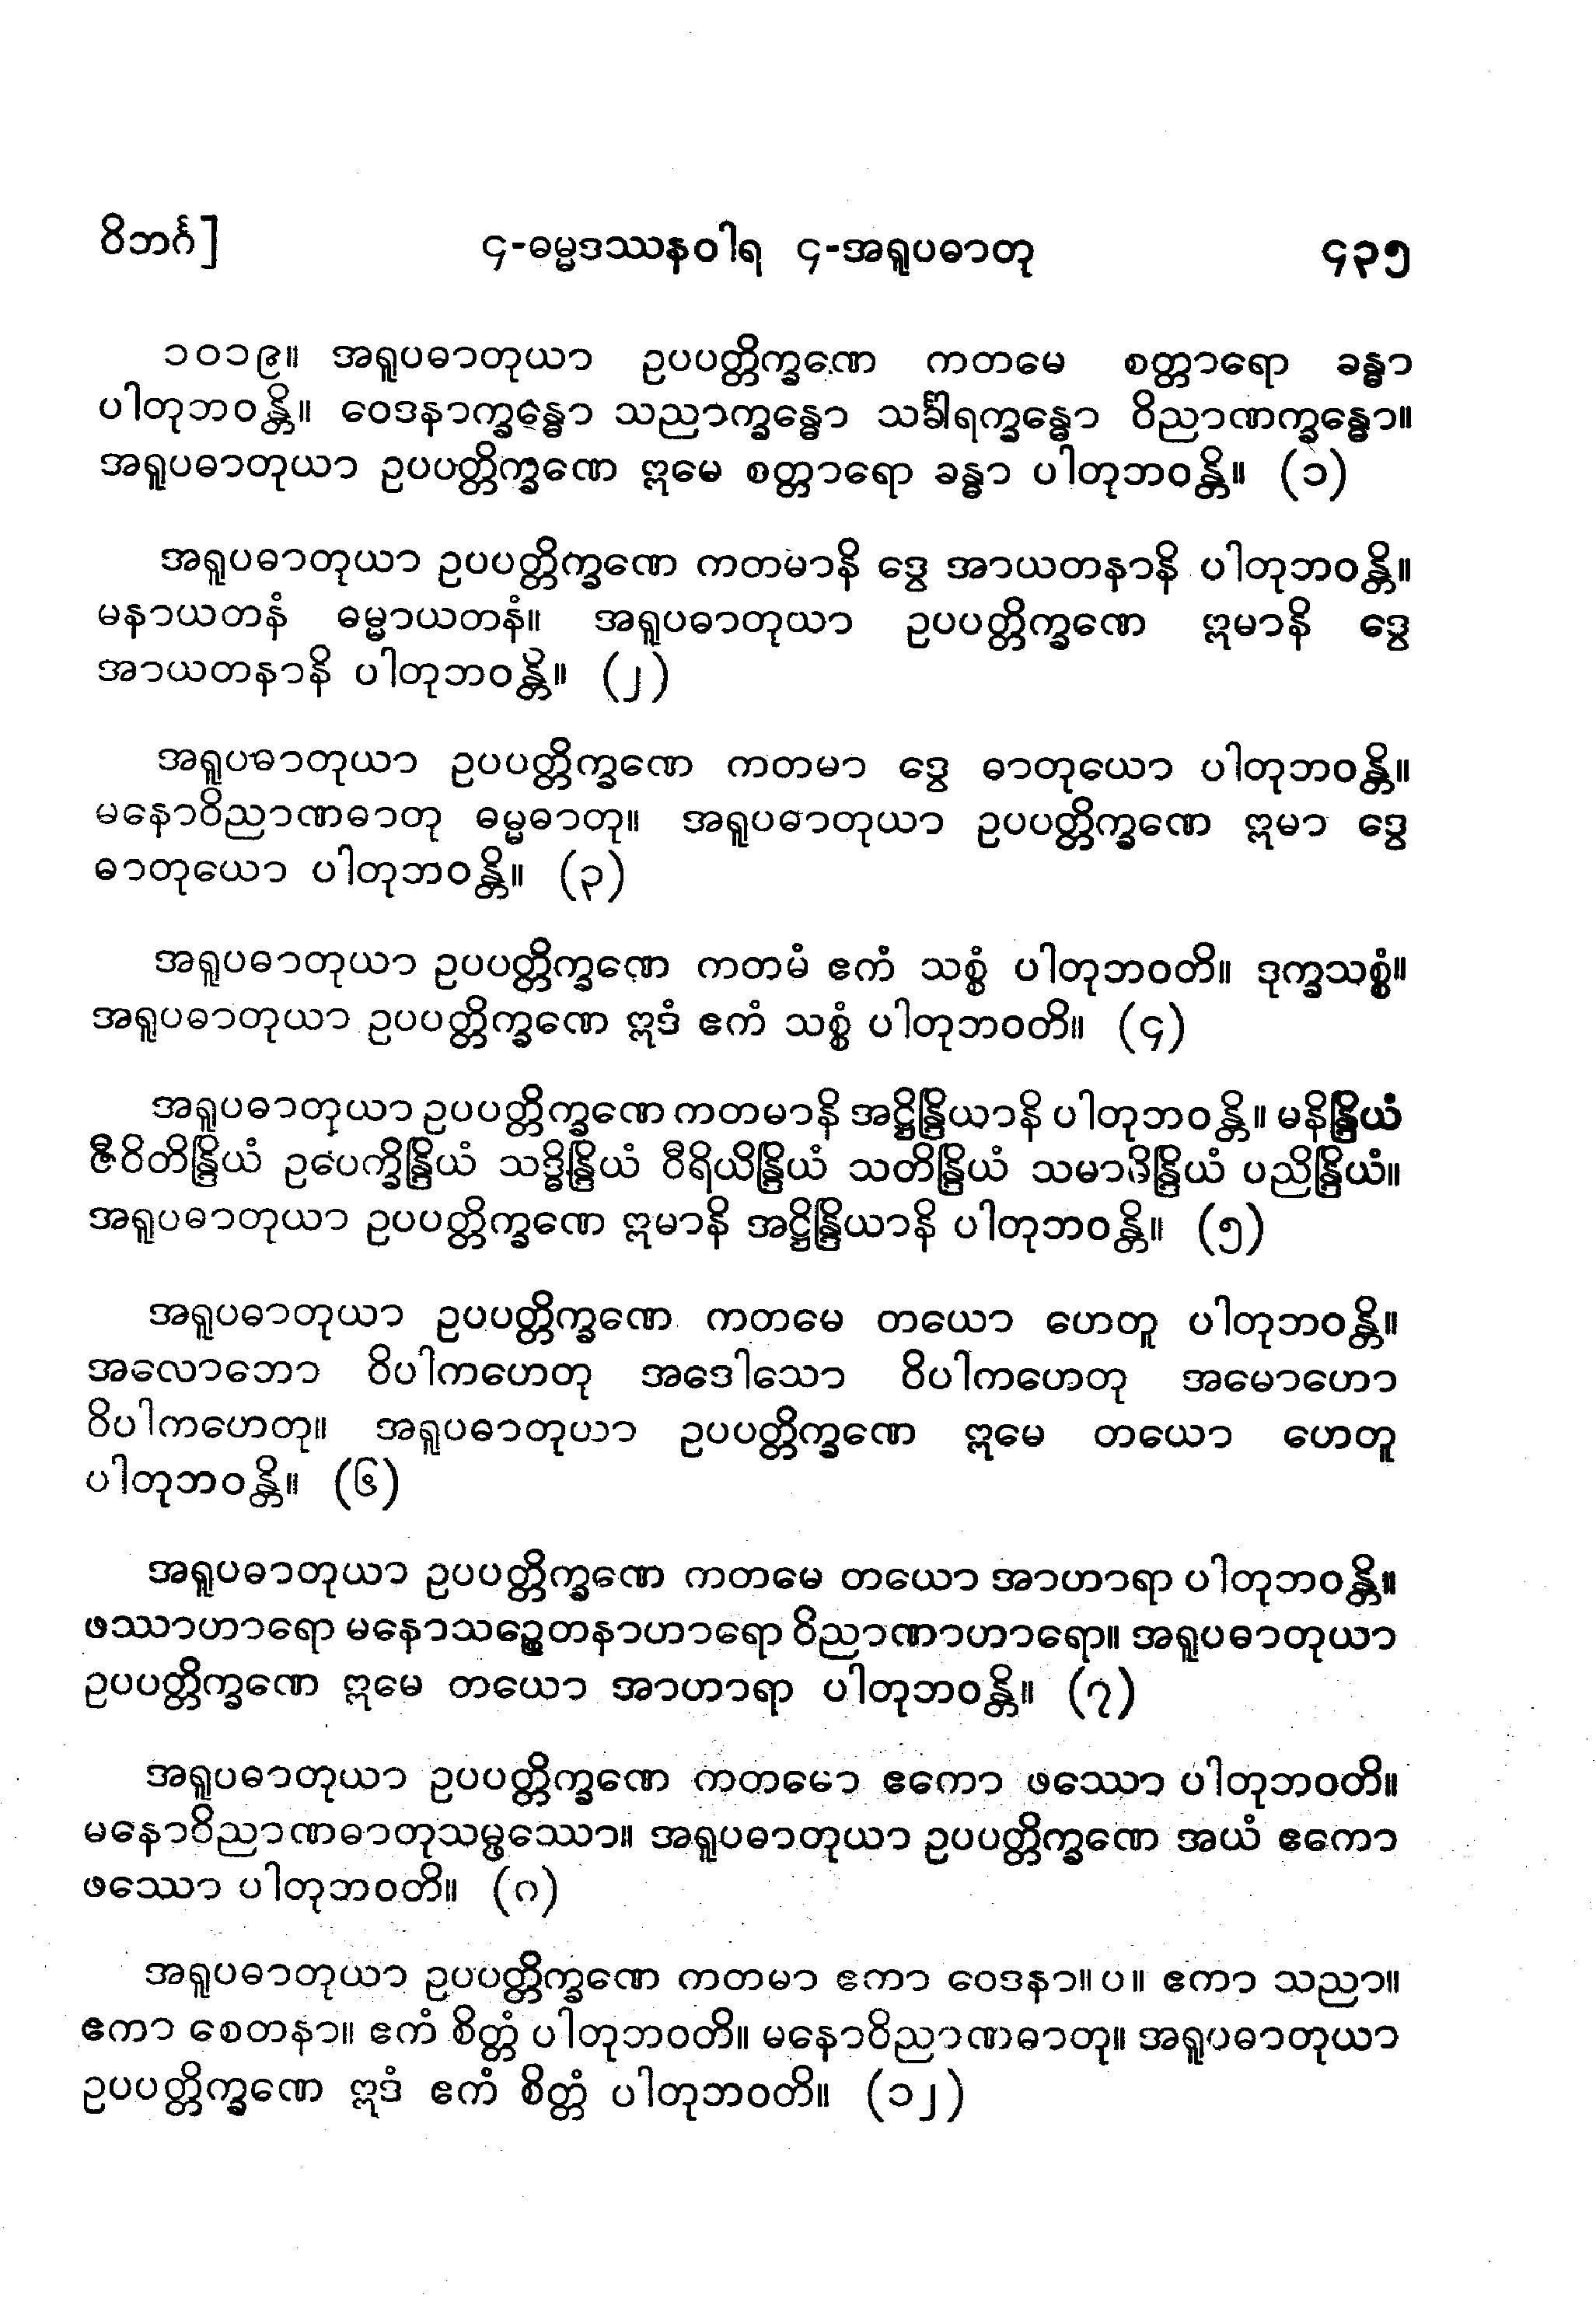 ဝိဘင်္ဂ]
၄-ဓမ္မဒဿနဝါရ ၄-အရူပဓာတု
၄၃၅
၁၀၁၉။ အရူပဓာတုယာ ဥပပတ္တိက္ခဏေ ကတမေ စတ္တာရော ခန္ဓာ
ပါတုဘဝန္တိ။ ဝေဒနာက္ခန္ဓော သညာက္ခန္ဓော သင်္ခါရက္ခန္ဓော ဝိညာဏက္ခန္ဓော။
အရူပဓာတုယာ ဥပပတ္တိက္ခဏေ ဣမေ စတ္တာရော ခန္ဓာ ပါတုဘဝန္တိ။ (၁)
အရူပဓာတုယာ ဥပပတ္တိက္ခဏေ ကတမာနိ ဒွေ အာယတနာနိ ပါတုဘဝန္တိ။
မနာယတနံ ဓမ္မာယတနံ။ အရူပဓာတုယာ ဥပပတ္တိက္ခဏေ ဣမာနိ ဒွေ
အာယတနာနိ ပါတုဘဝန္တိ။ (၂)
အရူပဓာတုယာ ဥပပတ္တိက္ခဏေ ကတမာ ဒွေ ဓာတုယော ပါတုဘဝန္တိ။
မနောဝိညာဏဓာတု ဓမ္မဓာတု။ အရူပဓာတုယာ ဥပပတ္တိက္ခဏေ ဣမာ ဒွေ
ဓာတုယော ပါတုဘဝန္တိ။ (၃)
အရူပဓာတုယာ ဥပပတ္တိက္ခဏေ ကတမံ ဧကံ သစ္စံ ပါတုဘဝတိ။ ဒုက္ခသစ္စံ။
အရူပဓာတုယာ ဥပပတ္တိက္ခဏေ ဣဒံ ဧကံ သစ္စံ ပါတုဘဝတိ။ (၄)
အရူပဓာတုယာ ဥပပတ္တိက္ခဏေ ကတမာနိ အဋ္ဌိန္ဒြိယာနိ ပါတုဘဝန္တိ။ မနိန္ဒြိယံ
ဇီဝိတိန္ဒြိယံ ဥပေက္ခိန္ဒြိယံ သဒ္ဓိန္ဒြိယံ ဝီရိယိန္ဒြိယံ သတိန္ဒြိယံ သမာဓိန္ဒြိယံ ပညိန္ဒြိယံ။
အရူပဓာတုယာ ဥပပတ္တိက္ခဏေ ဣမာနိ အဋ္ဌိန္ဒြိယာနိ ပါတုဘဝန္တိ။ (၅)
အရူပဓာတုယာ ဥပပတ္တိက္ခဏေ ကတမေ တယော ဟေတူ ပါတုဘဝန္တိ။
အလောဘော ဝိပါကဟေတု အဒေါသော ဝိပါကဟေတု အမောဟော
ဝိပါကဟေတု။ အရူပဓာတုယာ ဥပပတ္တိက္ခဏေ ဣမေ တယော ဟေတူ
ပါတုဘဝန္တိ။ (၆)
အရူပဓာတုယာ ဥပပတ္တိက္ခဏေ ကတမေ တယော အာဟာရာ ပါတုဘဝန္တိ။
ဖဿာဟာရော မနောသဉ္စေတနာဟာရော ဝိညာဏာဟာရော။ အရူပဓာတုယာ
ဥပပတ္တိက္ခဏေ ဣမေ တယော အာဟာရာ ပါတုဘဝန္တိ။ (၇)
အရူပဓာတုယာ ဥပပတ္တိက္ခဏေ ကတမော ဧကော ဖဿော ပါတုဘဝတိ။
မနောဝိညာဏဓာတုသမ္ဖဿော။ အရူပဓာတုယာ ဥပပတ္တိက္ခဏေ အယံ ဧကော
ဖဿော ပါတုဘဝတိ။ (၈)
အရူပဓာတုယာ ဥပပတ္တိက္ခဏေ ကတမာ ဧကာ ဝေဒနာ။ပ။ ဧကာ သညာ။
ဧကာ စေတနာ။ ဧကံ စိတ္တံ ပါတုဘဝတိ။ မနောဝိညာဏဓာတု။ အရူပဓာတုယာ
ဥပပတ္တိက္ခဏေ ဣဒံ ဧကံ စိတ္တံ ပါတုဘဝတိ။ (၁၂)